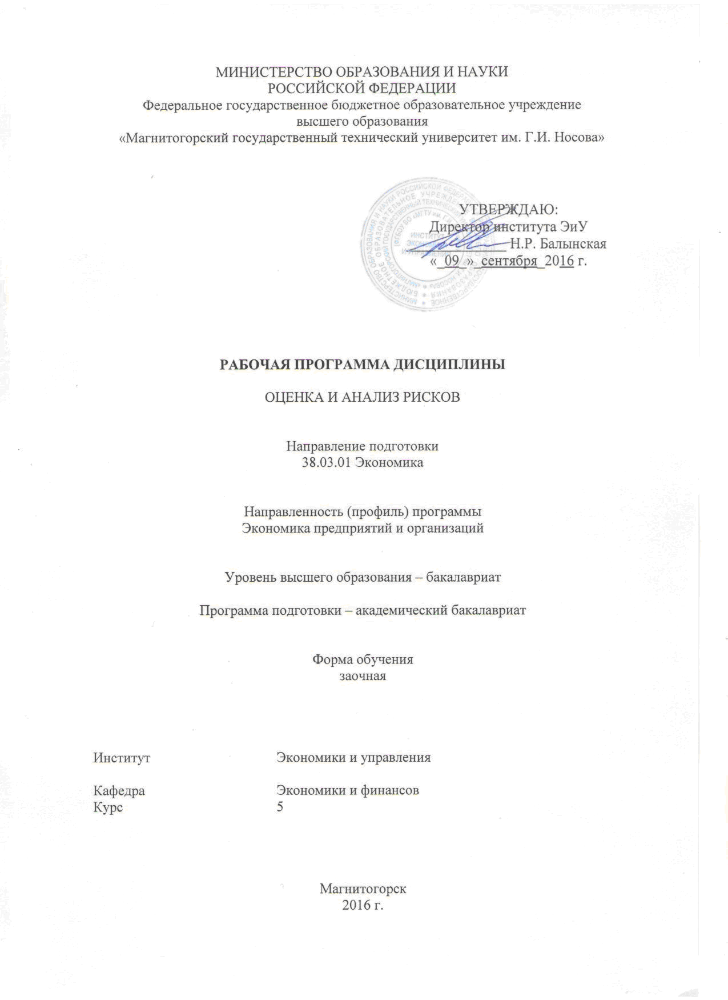 МИНИСТЕРСТВО ОБРАЗОВАНИЯ И НАУКИ
РОССИЙСКОЙ ФЕДЕРАЦИИ
Федеральное государственное бюджетное образовательное учреждение
высшего образования
«Магнитогорский государственный технический университет им. Г.И. Носова»
УТВЕРЖДАЮ:
Директор института ЭиУ
Н.Р. Балынская
«_09_»_сентября_2016 г.
ИНСТИТУТ
ЭКОНОМИКИ
И УПРАВЛЕНИЯ
РАБОЧАЯ ПРОГРАММА ДИСЦИПЛИНЫ
ОЦЕНКА И АНАЛИЗ РИСКОВ
Направление подготовки
38.03.01 Экономика
Направленность (профиль) программы
Экономика предприятий и организаций
Уровень высшего образования – бакалавриат
Программа подготовки – академический бакалавриат
Форма обучения
заочная
Институт Экономики и управления
Кафедра Экономики и финансов
Курс 5
Магнитогорск
2016 г.